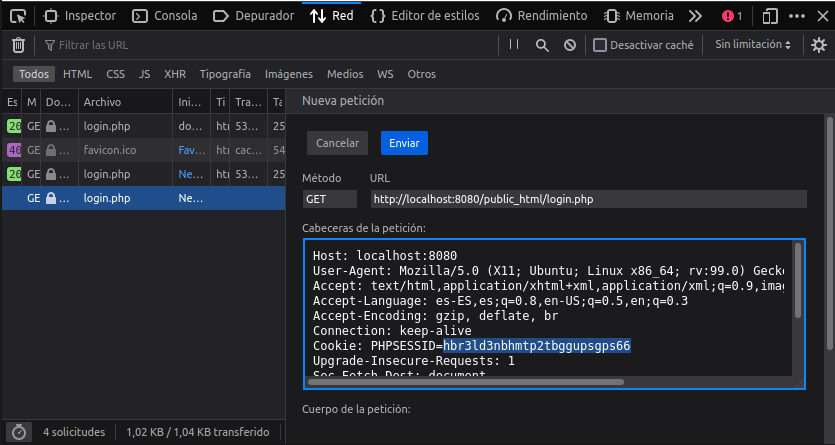 Inspector Consola Depurador Red Editor de estilos Rendimiento Memoria 1
Filtrar las URL Desactivar caché Sin limitación
Todos HTML CSS JS XHR Tipografía Imágenes Medios WS Otros
Es M Do... Archivo Ini... Ti Tra... Ta
20 GE ... login.php do... htr 53... 25
40 GE ... favicon.ico Fav... htr cac... 54
20 GE ... login.php Ne... htr 53... 25
GE ... login.php Ne...
Nueva petición
Cancelar Enviar
Método URL
GET http://localhost:8080/public_html/login.php
Cabeceras de la petición:
Host: localhost:8080
User-Agent: Mozilla/5.0 (X11; Ubuntu; Linux x86_64; rv:99.0) Gecko
Accept: text/html,application/xhtml+xml,application/xml;q=0.9,imag
Accept-Language: es-ES,es;q=0.8,en-US;q=0.5,en;q=0.3
Accept-Encoding: gzip, deflate, br
Connection: keep-alive
Cookie: PHPSESSID=hbr3ld3nbhmtp2tbggupsgps66
Upgrade-Insecure-Requests: 1
Sec-Fetch-Dest: document
Cuerpo de la petición:
4 solicitudes 1,02 KB / 1,04 KB transferido